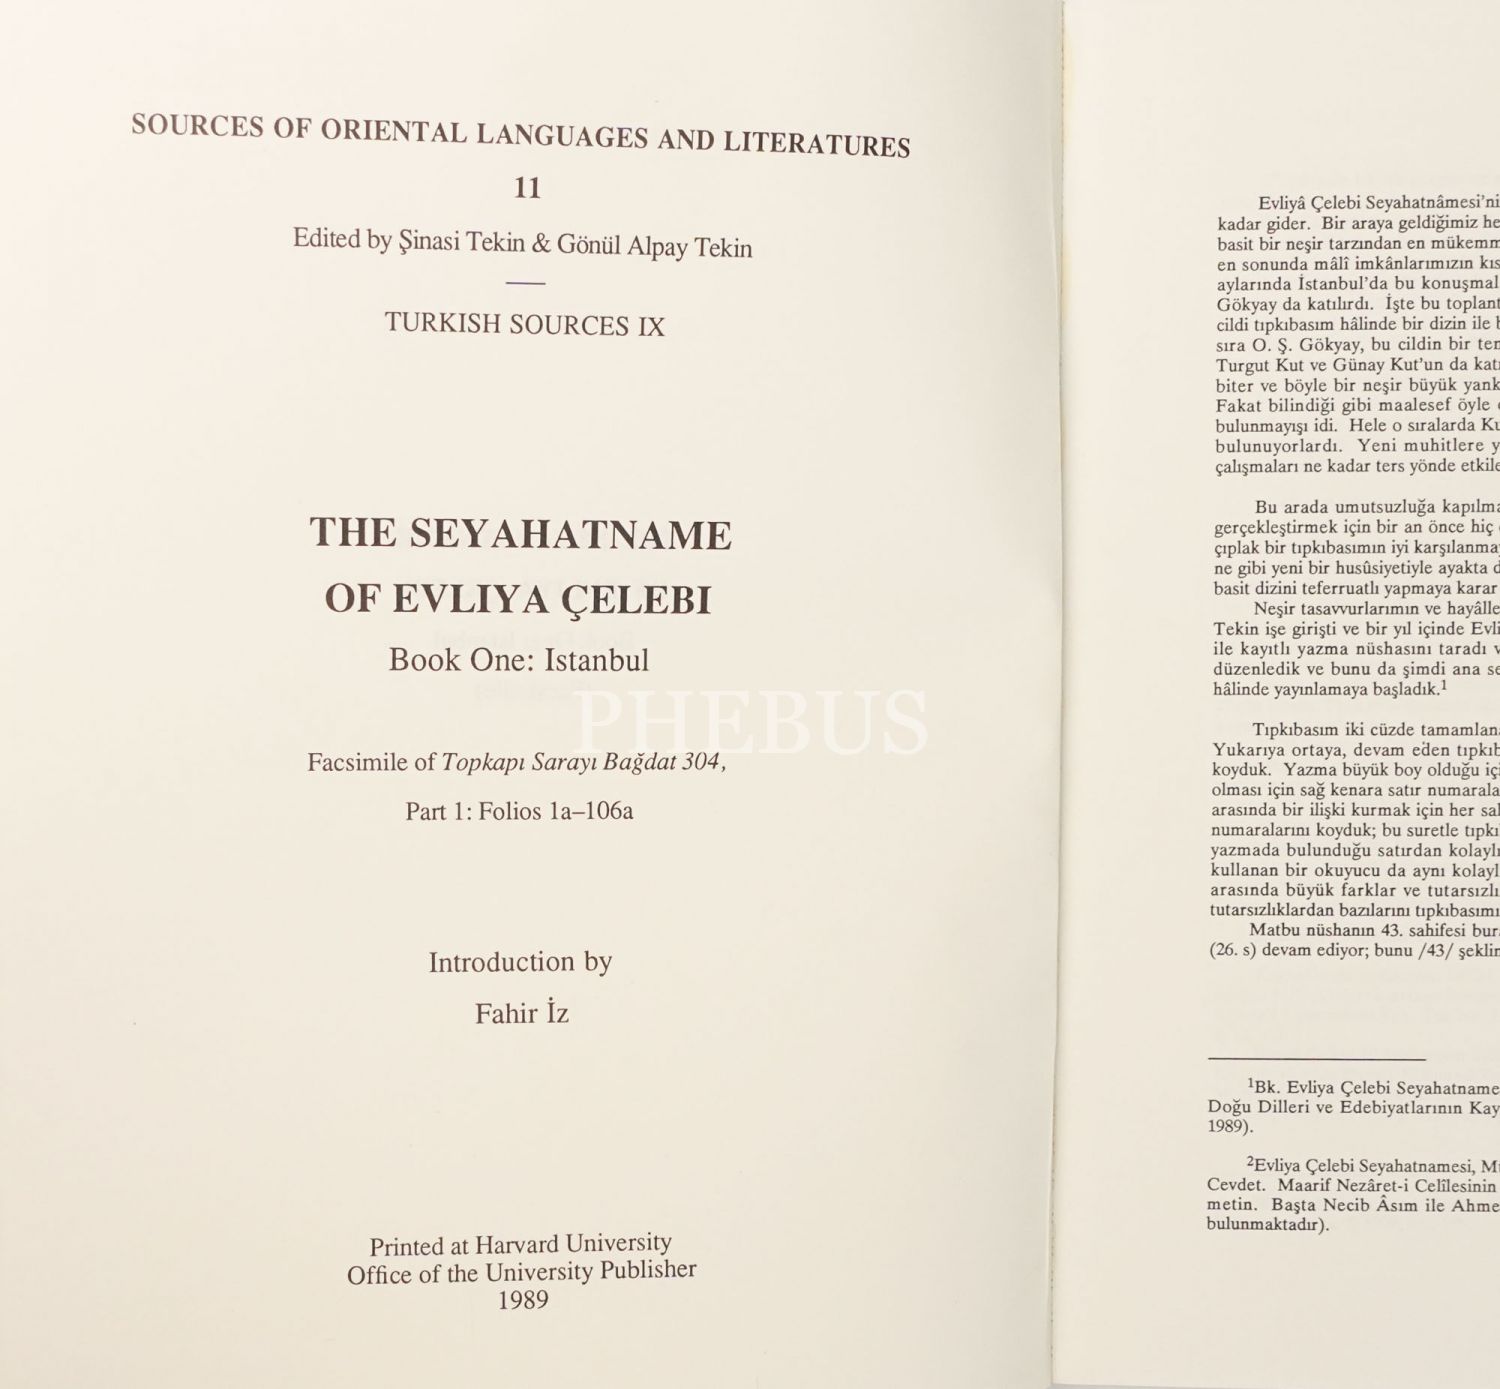 SOURCES OF ORIENTAL LANGUAGES AND LITERATURES
11
Edited by Şinasi Tekin & Gönül Alpay Tekin
TURKISH SOURCES IX
THE SEYAHATNAME
OF EVLIYA ÇELEBI
Book One: Istanbul
PHEBUS
Facsimile of Topkapı Sarayı Bağdat 304,
Part 1: Folios 1a–106a
Introduction by
Fahir İz
Printed at Harvard University
Office of the University Publisher
1989
Evliyâ Çelebi Seyahatnâmesi'ni
kadar gider. Bir araya geldiğimiz he
basit bir neşir tarzından en mükemm
en sonunda mâlî imkânlarımızın kıs
aylarında İstanbul'da bu konuşmal
Gökyay da katılırdı. İşte bu toplant
cildi tıpkıbasım hâlinde bir dizin ile
sıra O. Ş. Gökyay, bu cildin bir
Turgut Kut ve Günay Kut'un da katı
biter ve böyle bir neşir büyük yank
Fakat bilindiği gibi maalesef öyle
bulunmayışı idi. Hele o sıralarda Ku
bulunuyorlardı. Yeni muhitlere y
çalışmaları ne kadar ters yönde etkile
Bu arada umutsuzluğa kapılma
gerçekleştirmek için bir an önce hiç
çıplak bir tıpkıbasımın iyi karşılanma
ne gibi yeni bir husûsiyetiyle ayakta d
basit dizini teferruatlı yapmaya karar
Neşir tasavvurlarımın ve hayâlle
Tekin işe girişti ve bir yıl içinde Evli
ile kayıtlı yazma nüshasını taradı v
düzenledik ve bunu da şimdi ana se
hâlinde yayınlamaya başladık.1
Tıpkıbasım iki cüzde tamamlan
Yukarıya ortaya, devam eden tıpkıb
koyduk. Yazma büyük boy olduğu içi
olması için sağ kenara satır numarala
arasında bir ilişki kurmak için her sa
numaralarını koyduk; bu suretle tıpkı
yazmada bulunduğu satırdan kolaylı
kullanan bir okuyucu da aynı kolayl
arasında büyük farklar ve tutarsızlı
tutarsızlıklardan bazılarını tıpkıbasımı
Matbu nüshanın 43. sahifesi bur
(26. s) devam ediyor; bunu /43/ şeklin
1Bk. Evliya Çelebi Seyahatname
Doğu Dilleri ve Edebiyatlarının Kay
1989).
2Evliya Çelebi Seyahatnamesi, M
Cevdet. Maarif Nezâret-i Celîlesinin
metin. Başta Necib Âsım ile Ahme
bulunmaktadır).